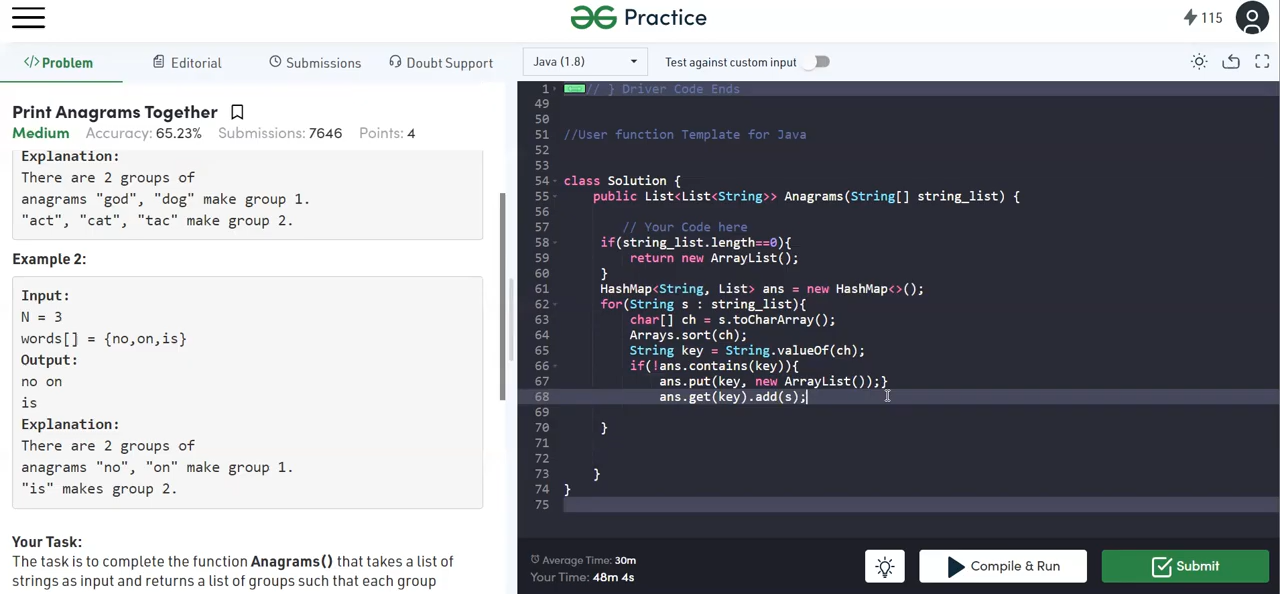 Practice
115
</> Problem
Editorial
Submissions
Doubt Support
Java (1.8)
Test against custom input
Print Anagrams Together
Medium Accuracy: 65.23% Submissions: 7646 Points: 4
Explanation:
There are 2 groups of
anagrams "god", "dog" make group 1.
"act", "cat", "tac" make group 2.
Example 2:
Input:
N = 3
words[] = {no,on,is}
Output:
no on
is
Explanation:
There are 2 groups of
anagrams "no", "on" make group 1.
"is" makes group 2.
Your Task:
The task is to complete the function Anagrams() that takes a list of
strings as input and returns a list of groups such that each group
1 // } Driver Code Ends
49
50
51 //User function Template for Java
52
53
54 class Solution {
55 public List<List<String>> Anagrams(String[] string_list) {
56
57 // Your Code here
58 if(string_list.length==0){
59 return new ArrayList();
60 }
61 HashMap<String, List> ans = new HashMap<>();
62 for(String s : string_list){
63 char[] ch = s.toCharArray();
64 Arrays.sort(ch);
65 String key = String.valueOf(ch);
66 if(!ans.contains(key)){
67 ans.put(key, new ArrayList());}
68 ans.get(key).add(s);
69
70 }
71
72
73 }
74 }
75
Average Time: 30m
Your Time: 48m 4s
Compile & Run
Submit